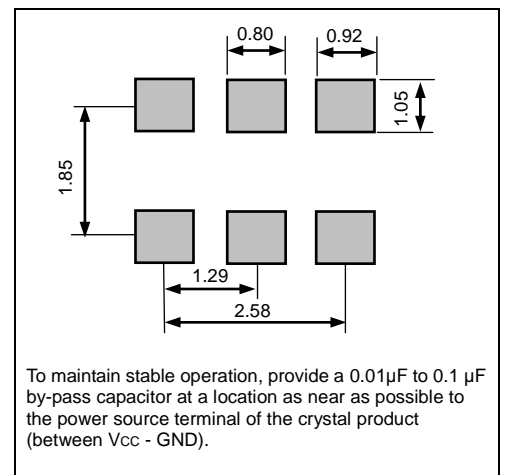 0.80
0.92
1.05
1.85
1.29
2.58
To maintain stable operation, provide a 0.01µF to 0.1 µF
by-pass capacitor at a location as near as possible to
the power source terminal of the crystal product
(between Vcc - GND).